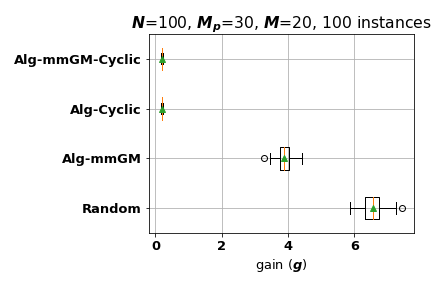 N=100, Mp=30, M=20, 100 instances
Alg-mmGM-Cyclic
Alg-Cyclic
Alg-mmGM
Random
0 2 4 6
gain (g)